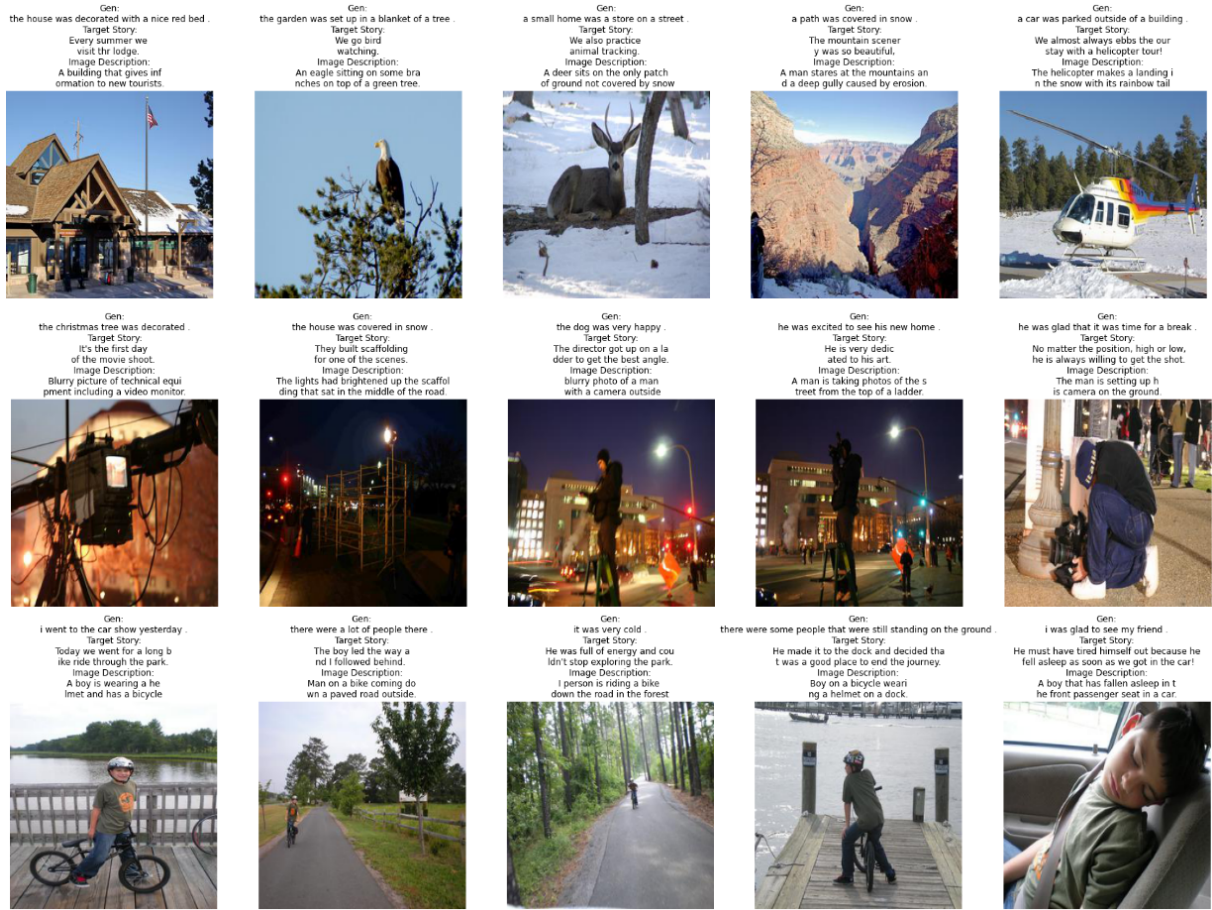 Gen:
the house was decorated with a nice red bed .
Target Story:
Every summer we
visit thr lodge.
Image Description:
A building that gives inf
ormation to new tourists.
Gen:
the garden was set up in a blanket of a tree .
Target Story:
We go bird
watching.
Image Description:
An eagle sitting on some bra
nches on top of a green tree.
Gen:
a small home was a store on a street .
Target Story:
We also practice
animal tracking.
Image Description:
A deer sits on the only patch
of ground not covered by snow
Gen:
a path was covered in snow .
Target Story:
The mountain scener
y was so beautiful,
Image Description:
A man stares at the mountains an
d a deep gully caused by erosion.
Gen:
a car was parked outside of a building .
Target Story:
We almost always ebbs the our
stay with a helicopter tour!
Image Description:
The helicopter makes a landing i
n the snow with its rainbow tail
Gen:
the christmas tree was decorated .
Target Story:
It's the first day
of the movie shoot.
Image Description:
Blurry picture of technical equi
pment including a video monitor.
Gen:
the house was covered in snow .
Target Story:
They built scaffolding
for one of the scenes.
Image Description:
The lights had brightened up the scaffol
ding that sat in the middle of the road.
Gen:
the dog was very happy .
Target Story:
The director got up on a la
dder to get the best angle.
Image Description:
blurry photo of a man
with a camera outside
Gen:
he was excited to see his new home .
Target Story:
He is very dedic
ated to his art.
Image Description:
A man is taking photos of the s
treet from the top of a ladder.
Gen:
he was glad that it was time for a break .
Target Story:
No matter the position, high or low,
he is always willing to get the shot.
Image Description:
The man is setting up h
is camera on the ground.
Gen:
i went to the car show yesterday .
Target Story:
Today we went for a long b
ike ride through the park.
Image Description:
A boy is wearing a he
lmet and has a bicycle
Gen:
there were a lot of people there .
Target Story:
The boy led the way a
nd I followed behind.
Image Description:
Man on a bike coming do
wn a paved road outside.
Gen:
it was very cold .
Target Story:
He was full of energy and cou
ldn't stop exploring the park.
Image Description:
I person is riding a bike
down the road in the forest
Gen:
there were some people that were still standing on the ground .
Target Story:
He made it to the dock and decided tha
t was a good place to end the journey.
Image Description:
Boy on a bicycle weari
ng a helmet on a dock.
Gen:
i was glad to see my friend .
Target Story:
He must have tired himself out because he
fell asleep as soon as we got in the car!
Image Description:
A boy that has fallen asleep in t
he front passenger seat in a car.